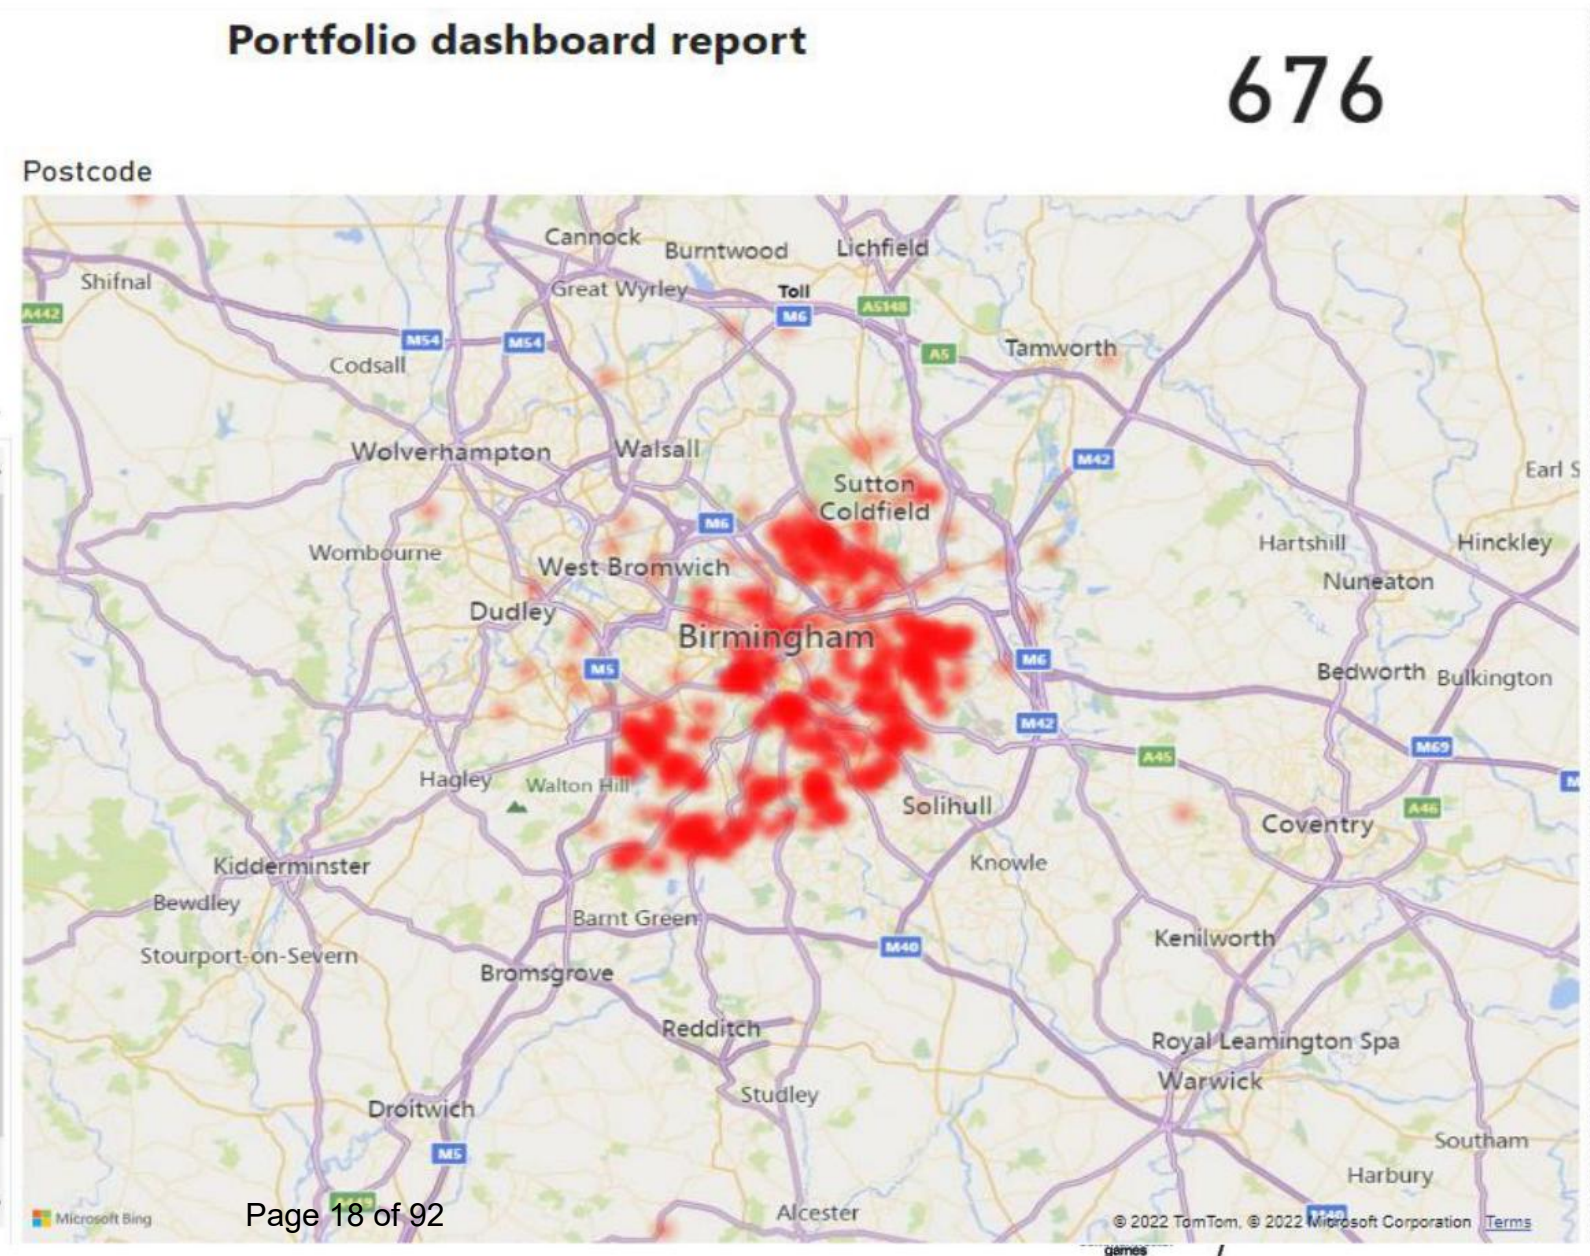 Portfolio dashboard report
676
Postcode
Cannock
Burntwood
Lichfield
Shifnal
Great Wyrley
Toll
M6
A5148
A442
M54
M54
Codsall
A5
Tamworth
Wolverhampton
Walsall
M42
Earl S
Sutton
Coldfield
M6
Wombourne
West Bromwich
Hartshill
Hinckley
Nuneaton
Dudley
Birmingham
M5
M6
Bedworth
Bulkington
M42
M69
A45
Hagley
Walton Hill
M
Solihull
A46
Coventry
Kidderminster
Knowle
Bewdley
Barnt Green
Stourport-on-Severn
M40
Kenilworth
Bromsgrove
Redditch
Royal Leamington Spa
Warwick
Studley
Droitwich
Southam
M5
Harbury
Alcester
Microsoft Bing
Page 18 of 92
© 2022 TomTom, © 2022 Microsoft Corporation Terms
games